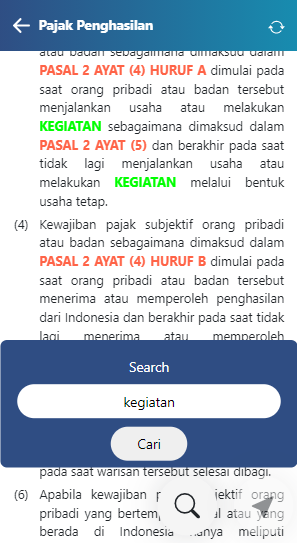 Pajak Penghasilan
atau badan sebagaimana dimaksud dalam
PASAL 2 AYAT (4) HURUF A dimulai pada
saat orang pribadi atau badan tersebut
menjalankan usaha atau melakukan
KEGIATAN sebagaimana dimaksud dalam
PASAL 2 AYAT (5) dan berakhir pada saat
tidak lagi menjalankan usaha atau
melakukan KEGIATAN melalui bentuk
usaha tetap.
(4) Kewajiban pajak subjektif orang pribadi
atau badan sebagaimana dimaksud dalam
PASAL 2 AYAT (4) HURUF B dimulai pada
saat orang pribadi atau badan tersebut
menerima atau memperoleh penghasilan
dari Indonesia dan berakhir pada saat tidak
lagi menerima atau memperoleh
Search
kegiatan
Cari
pada saat warisan tersebut selesai dibagi.
(6) Apabila kewajiban orang
pribadi yang atau yang
berada di Indonesia meliputi